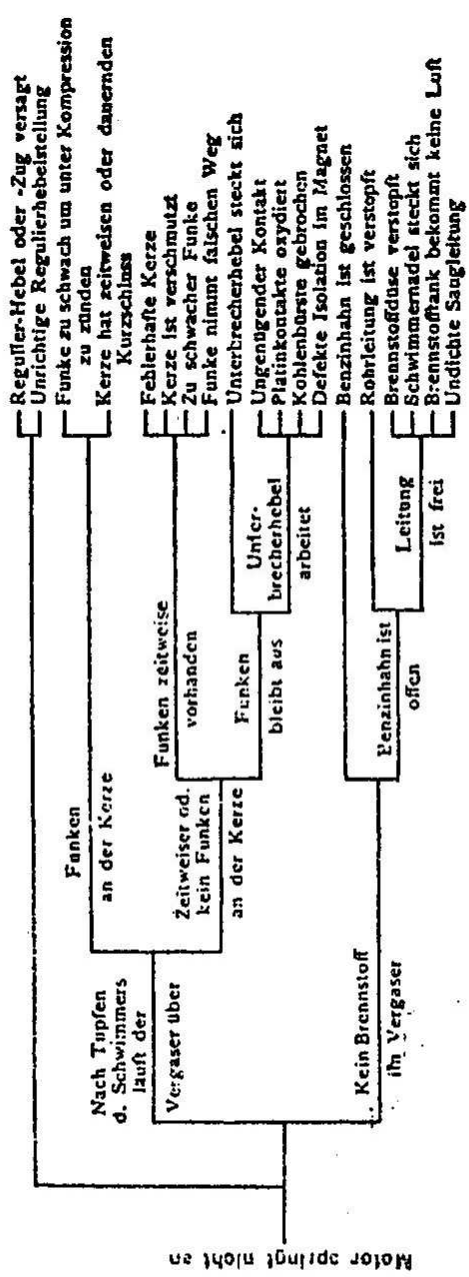 Motor springt nicht an
Nach Tupfen
d. Schwimmers
läuft der
Vergaser über
Kein Brennstoff
im Vergaser
Funken
an der Kerze
Zeitweiser od.
kein Funken
an der Kerze
Funken zeitweise
vorhanden
Funken
bleibt aus
Benzinhahn ist
offen
Unter-
brecherhebel
arbeitet
Leitung
ist frei
Regulier-Hebel oder -Zug versagt
Unrichtige Regulierhebelstellung
Funke zu schwach um unter Kompression
zu zünden
Kerze hat zeitweisen oder dauernden
Kurzschluss
Fehlerhafte Kerze
Kerze ist verschmutzt
Zu schwacher Funke
Funke nimmt falschen Weg
Unterbrecherhebel steckt sich
Ungenügender Kontakt
Platinkontakte oxydiert
Kohlenbürste gebrochen
Defekte Isolation im Magnet
Benzinhahn ist geschlossen
Rohrleitung ist verstopft
Brennstoffdüse verstopft
Schwimmernadel steckt sich
Brennstofftank bekommt keine Luft
Undichte Saugleitung